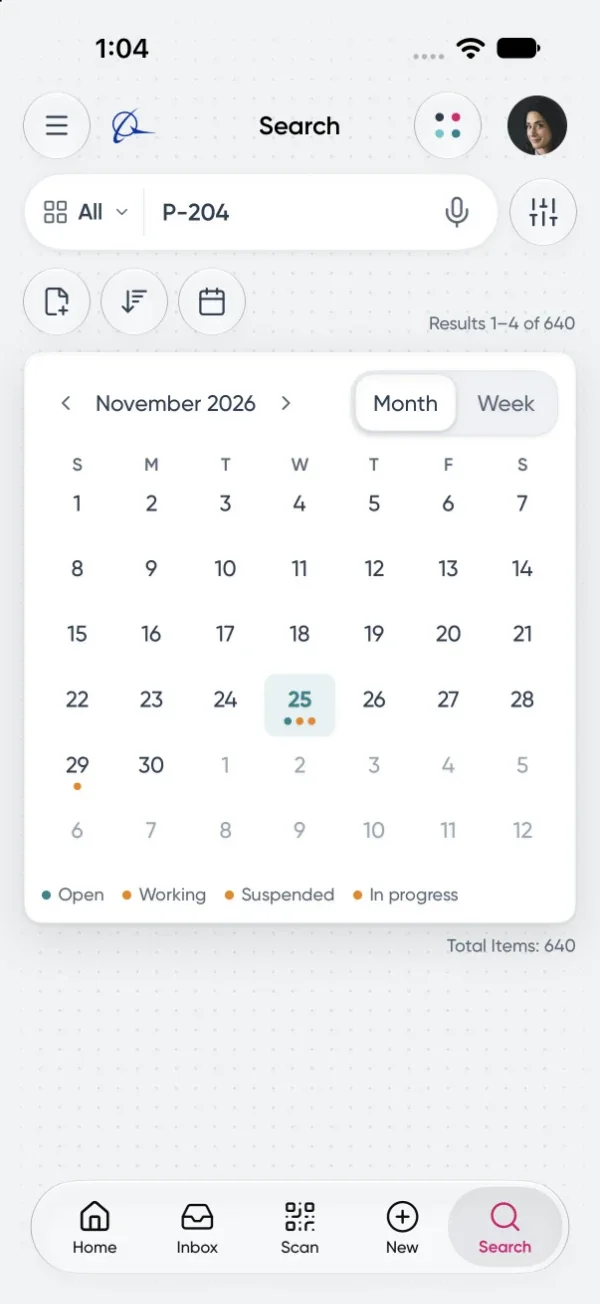 1:04
Search
All P-204
Results 1–4 of 640
November 2026 Month Week
S M T W T F S
1 2 3 4 5 6 7
8 9 10 11 12 13 14
15 16 17 18 19 20 21
22 23 24 25 26 27 28
29 30 1 2 3 4 5
6 7 8 9 10 11 12
Open Working Suspended In progress
Total Items: 640
Home Inbox Scan New Search